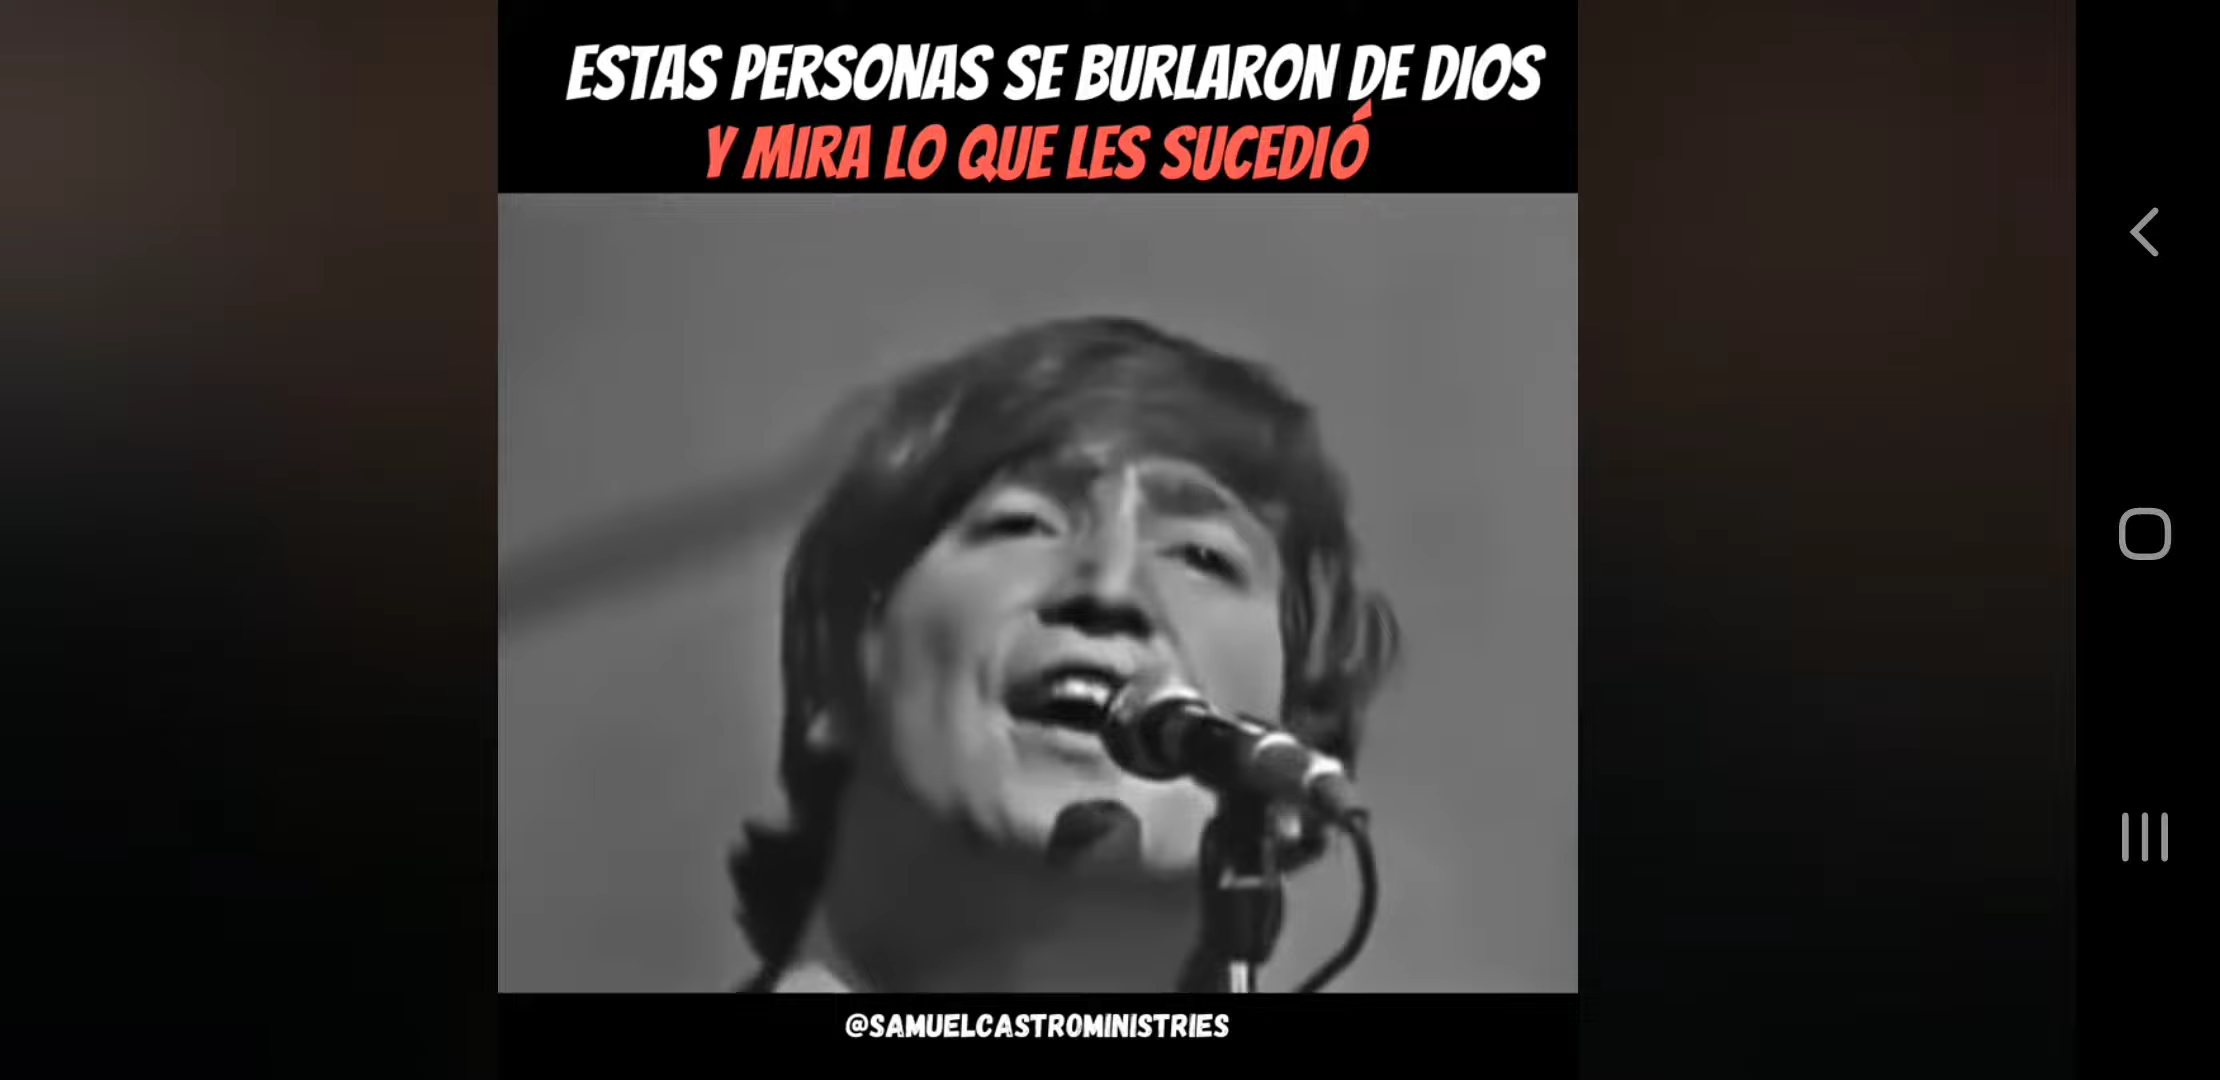 ESTAS PERSONAS SE BURLARON DE DIOS
Y MIRA LO QUE LES SUCEDIÓ
@SAMUELCASTROMINISTRIES